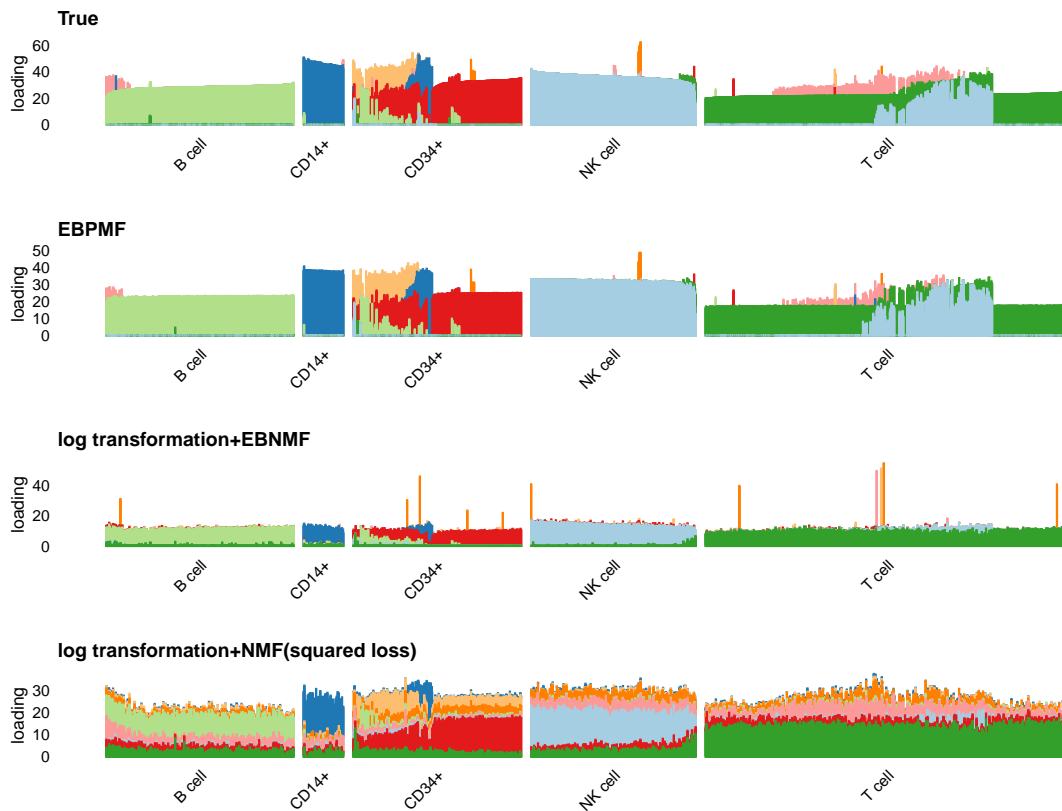 True
loading
60
40
20
0
B cell
CD14+
CD34+
NK cell
T cell
EBPMF
loading
50
40
30
20
10
0
B cell
CD14+
CD34+
NK cell
T cell
log transformation+EBNMF
loading
40
20
0
B cell
CD14+
CD34+
NK cell
T cell
log transformation+NMF(squared loss)
loading
30
20
10
0
B cell
CD14+
CD34+
NK cell
T cell